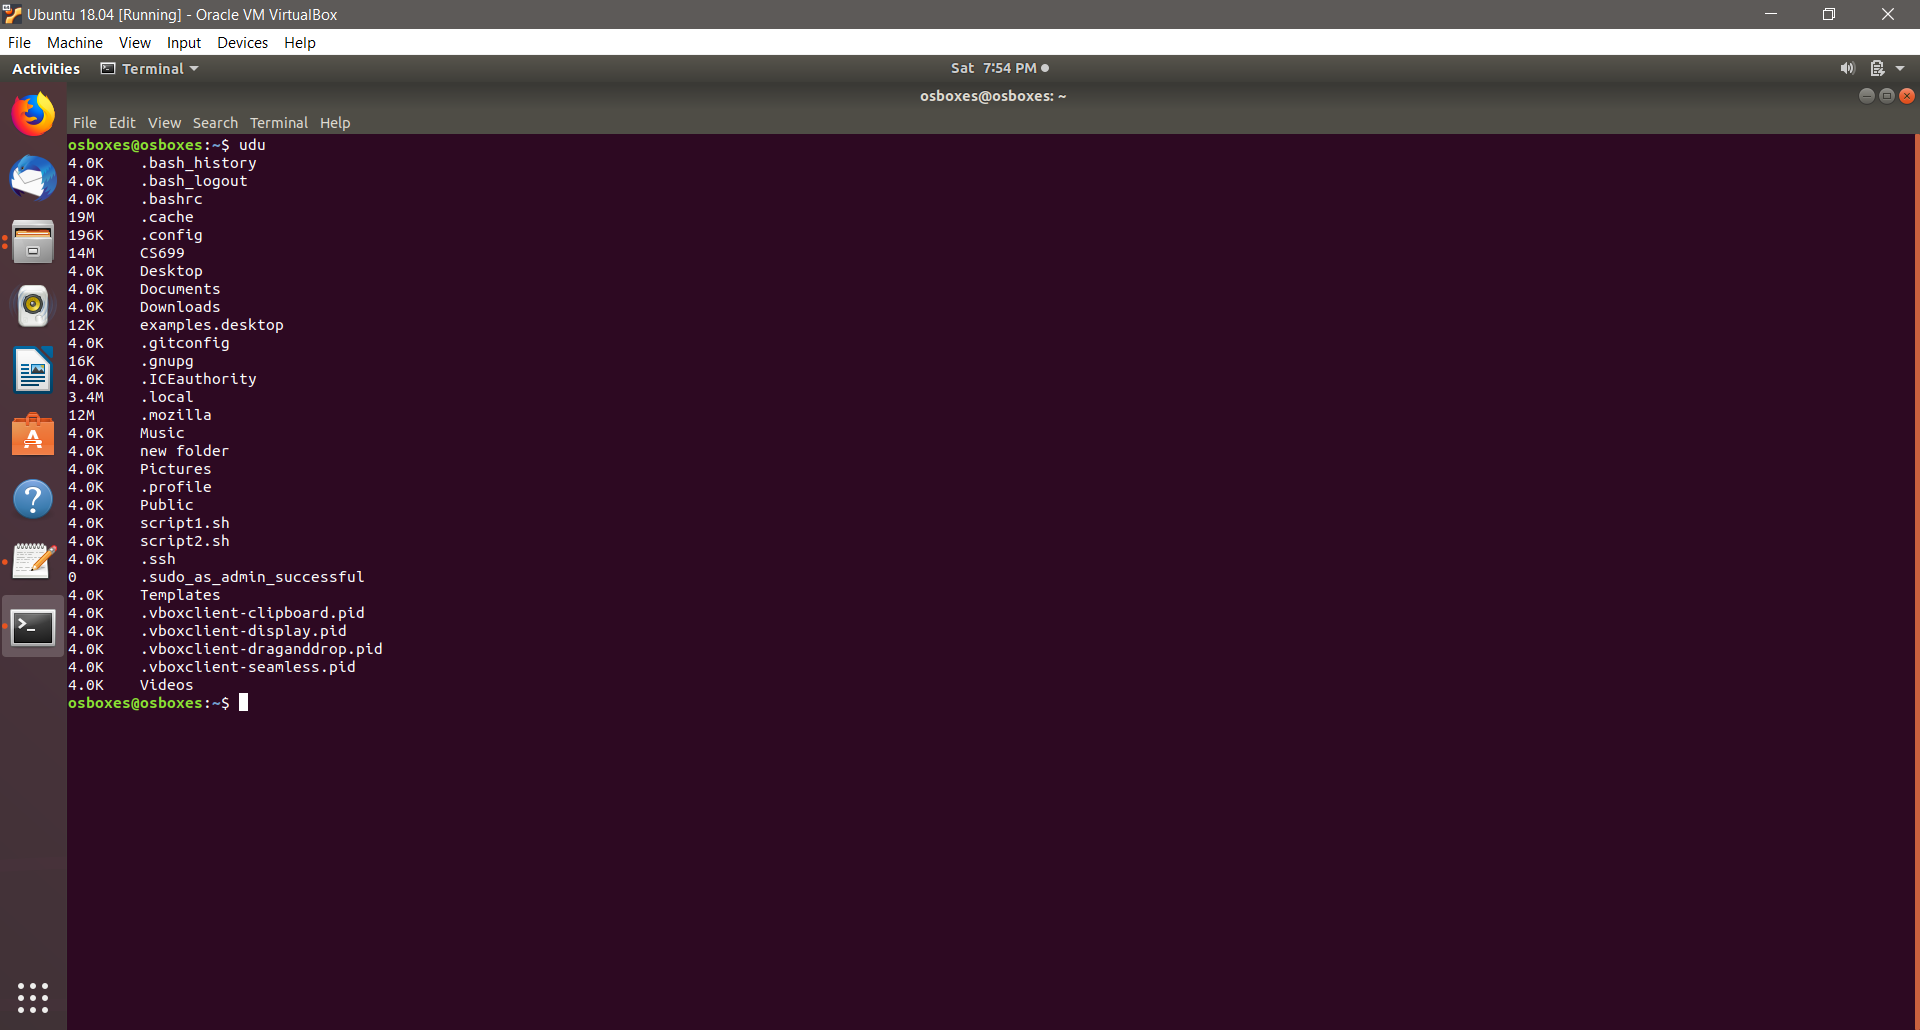 Ubuntu 18.04 [Running] - Oracle VM VirtualBox
File Machine View Input Devices Help
Activities Terminal Sat 7:54 PM
osboxes@osboxes: ~
File Edit View Search Terminal Help
osboxes@osboxes:~$ udu
4.0K .bash_history
4.0K .bash_logout
4.0K .bashrc
19M .cache
196K .config
14M CS699
4.0K Desktop
4.0K Documents
4.0K Downloads
12K examples.desktop
4.0K .gitconfig
16K .gnupg
4.0K .ICEauthority
3.4M .local
12M .mozilla
4.0K Music
4.0K new folder
4.0K Pictures
4.0K .profile
4.0K Public
4.0K script1.sh
4.0K script2.sh
4.0K .ssh
0 .sudo_as_admin_successful
4.0K Templates
4.0K .vboxclient-clipboard.pid
4.0K .vboxclient-display.pid
4.0K .vboxclient-draganddrop.pid
4.0K .vboxclient-seamless.pid
4.0K Videos
osboxes@osboxes:~$